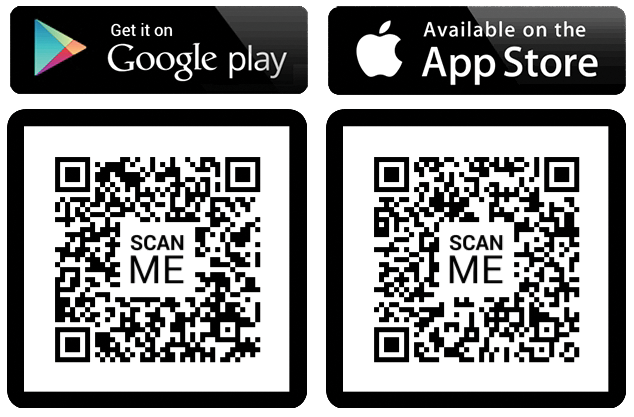 Get it on
Google play
Available on the
App Store
SCAN
ME
SCAN
ME